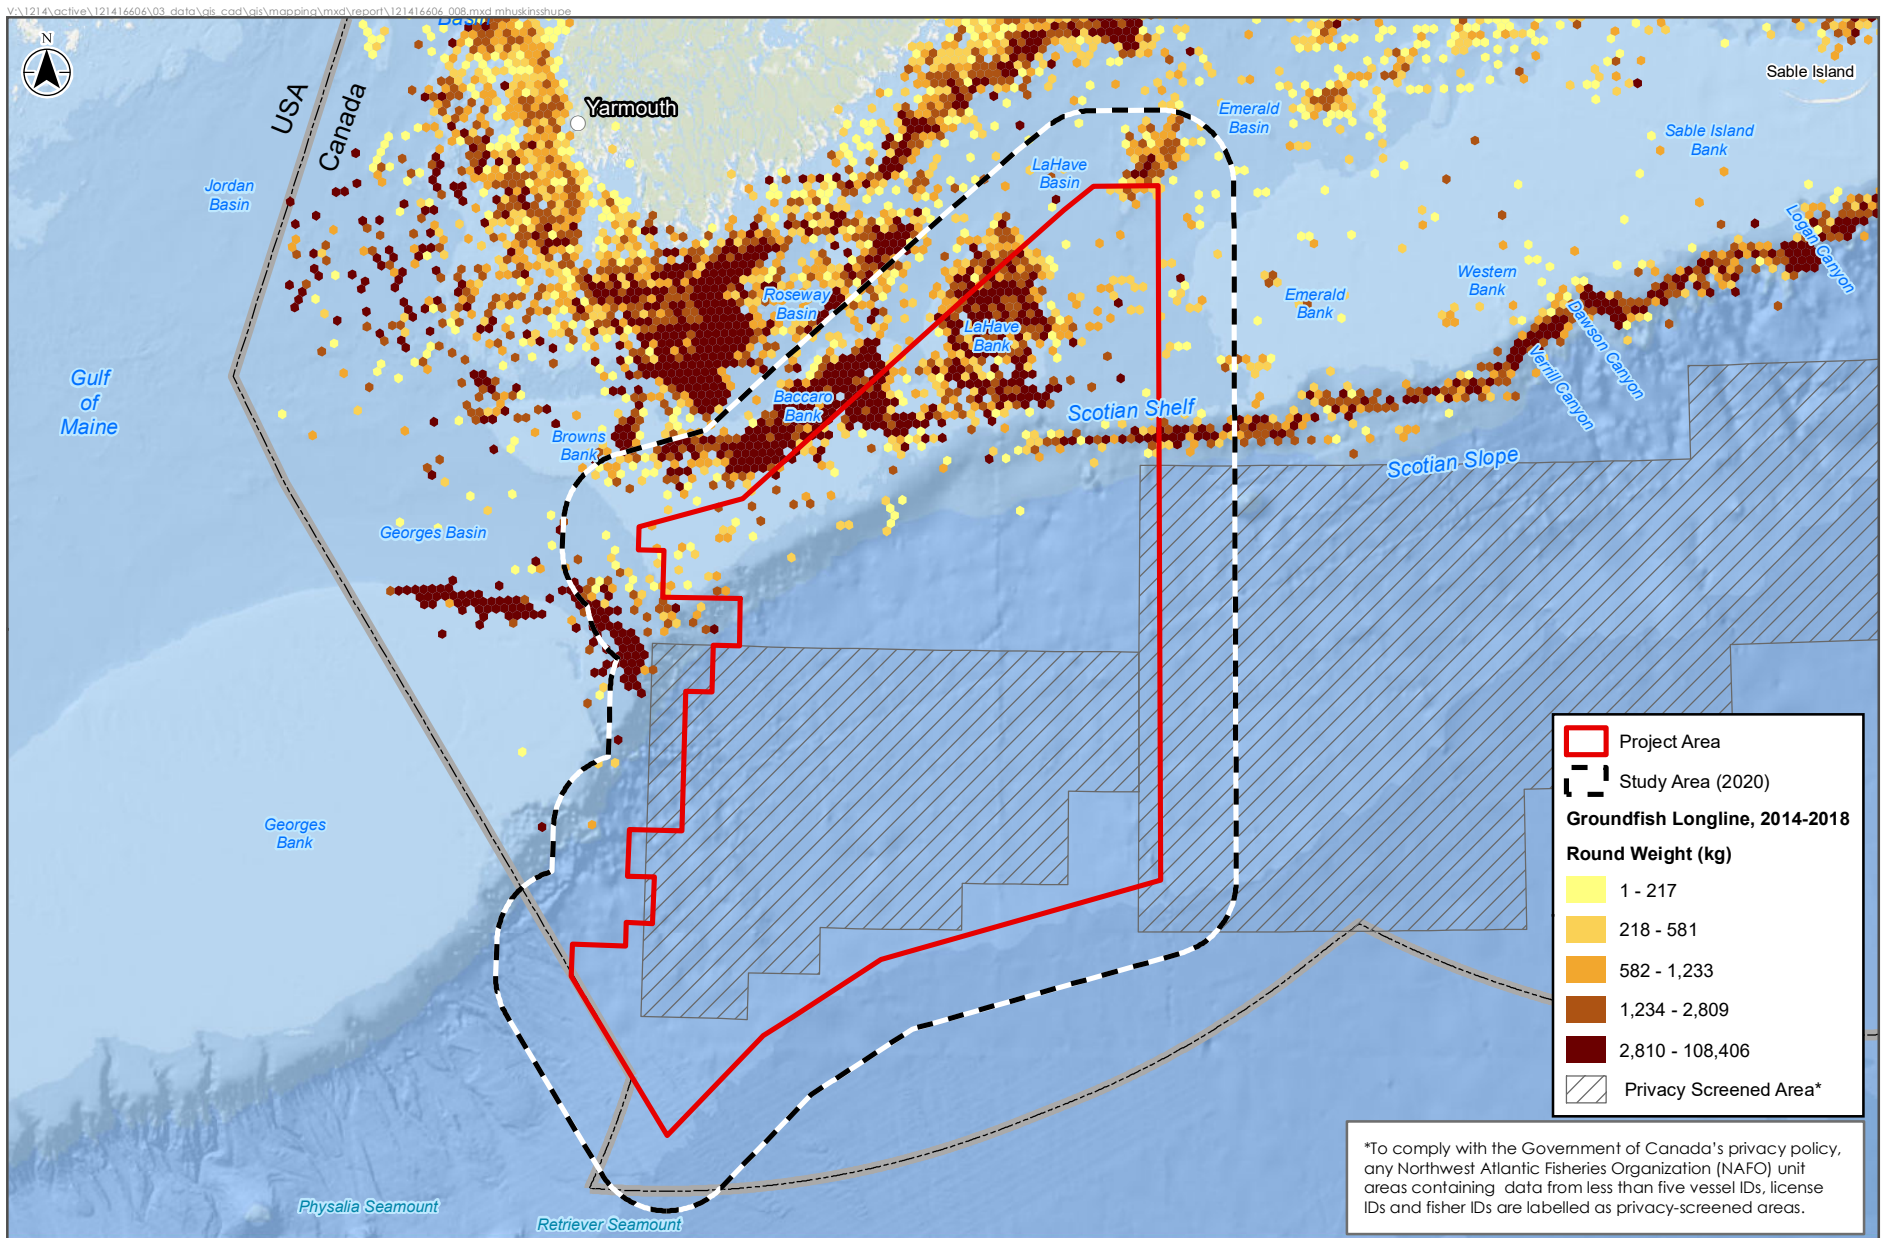 V:\1214\active\121416606\03_data\gis_cad\gis\mapping\mxd\report\121416606_008.mxd mhuskinsshupe
Basin
N
Sable Island
USA
Canada
Yarmouth
Emerald
Basin
Sable Island
Bank
LaHave
Basin
Jordan
Basin
Logan Canyon
Western
Bank
Emerald
Bank
Roseway
Basin
LaHave
Bank
Dawson Canyon
Verrill Canyon
Gulf
of
Maine
Baccaro
Bank
Scotian Shelf
Browns
Bank
Scotian Slope
Georges Basin
Georges
Bank
Physalia Seamount
Retriever Seamount
Project Area
Study Area (2020)
Groundfish Longline, 2014-2018
Round Weight (kg)
1 - 217
218 - 581
582 - 1,233
1,234 - 2,809
2,810 - 108,406
Privacy Screened Area*
*To comply with the Government of Canada's privacy policy,
any Northwest Atlantic Fisheries Organization (NAFO) unit
areas containing data from less than five vessel IDs, license
IDs and fisher IDs are labelled as privacy-screened areas.